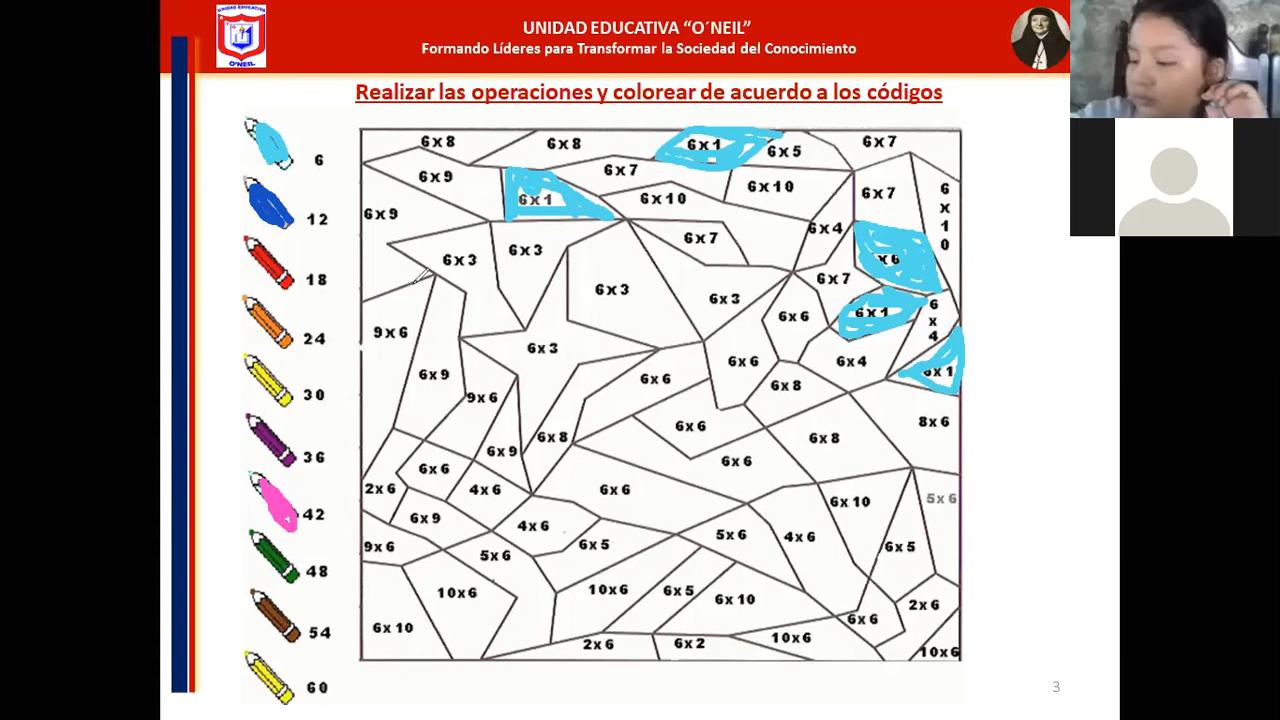 UNIDAD EDUCATIVA
O´NEIL
UNIDAD EDUCATIVA “O´NEIL”
Formando Líderes para Transformar la Sociedad del Conocimiento
Realizar las operaciones y colorear de acuerdo a los códigos
6
12
18
24
30
36
42
48
54
60
6 x 8
6 x 8
6 x 1
6 x 5
6 x 7
6 x 9
6 x 7
6 x 10
6 x 7
6 x 10
6 x 9
6 x 1
6 x 10
6 x 4
6 x 3
6 x 3
6 x 7
x 6
6 x 7
6 x 3
6 x 3
6 x 6
6 x 1
6 x 4
9 x 6
6 x 3
6 x 6
6 x 4
6 x 1
6 x 9
6 x 6
6 x 8
9 x 6
6 x 6
8 x 6
6 x 9
6 x 8
6 x 6
6 x 8
6 x 6
4 x 6
6 x 6
2 x 6
6 x 10
5 x 6
6 x 9
4 x 6
5 x 6
4 x 6
9 x 6
5 x 6
6 x 5
6 x 5
10 x 6
10 x 6
6 x 5
6 x 10
2 x 6
6 x 10
6 x 6
2 x 6
6 x 2
10 x 6
10 x 6
3